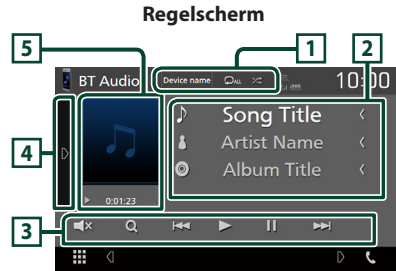 Regelscherm
5
1
2
BT Audio
Device name
ALL
10:00
Song Title
Artist Name
Album Title
4
0:01:23
3